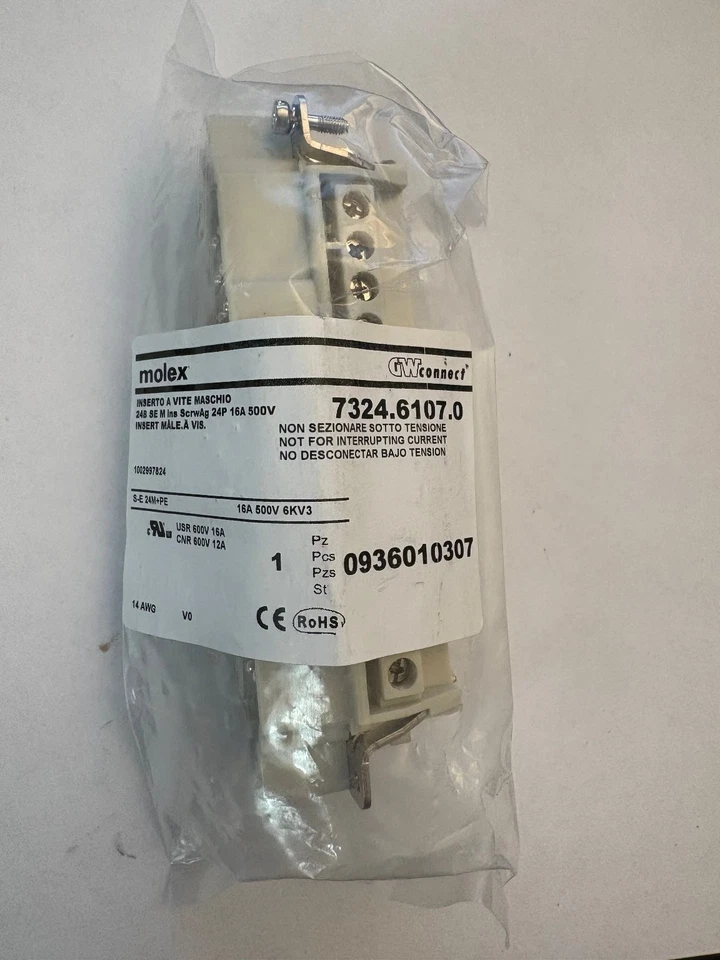 molex
GWconnect
INSERTO A VITE MASCHIO
24B SE M Ins ScrwAg 24P 16A 500V
INSERT MÂLE.À VIS.
7324.6107.0
NON SEZIONARE SOTTO TENSIONE
NOT FOR INTERRUPTING CURRENT
NO DESCONECTAR BAJO TENSION
1002997824
S-E 24M+PE 16A 500V 6KV3
c RU us
USR 600V 16A
CNR 600V 12A
1
Pz
Pcs
Pzs
St
0936010307
14 AWG V0
CE RoHS